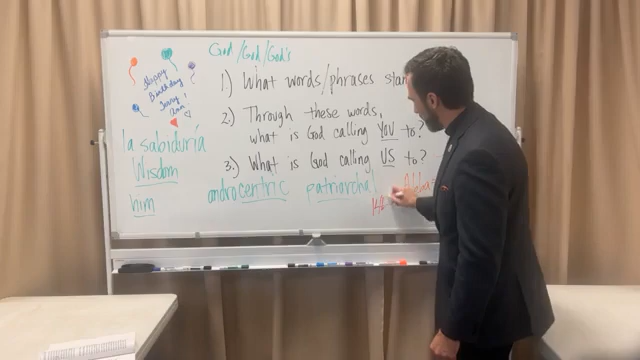 God/God/God's
Happy
Birthday
1.) What words/phrases stan
2.) Through these words,
what is God calling YOU to?
3.) What is God calling US to?
la sabiduría
Wisdom
him
androcentric patriarchal